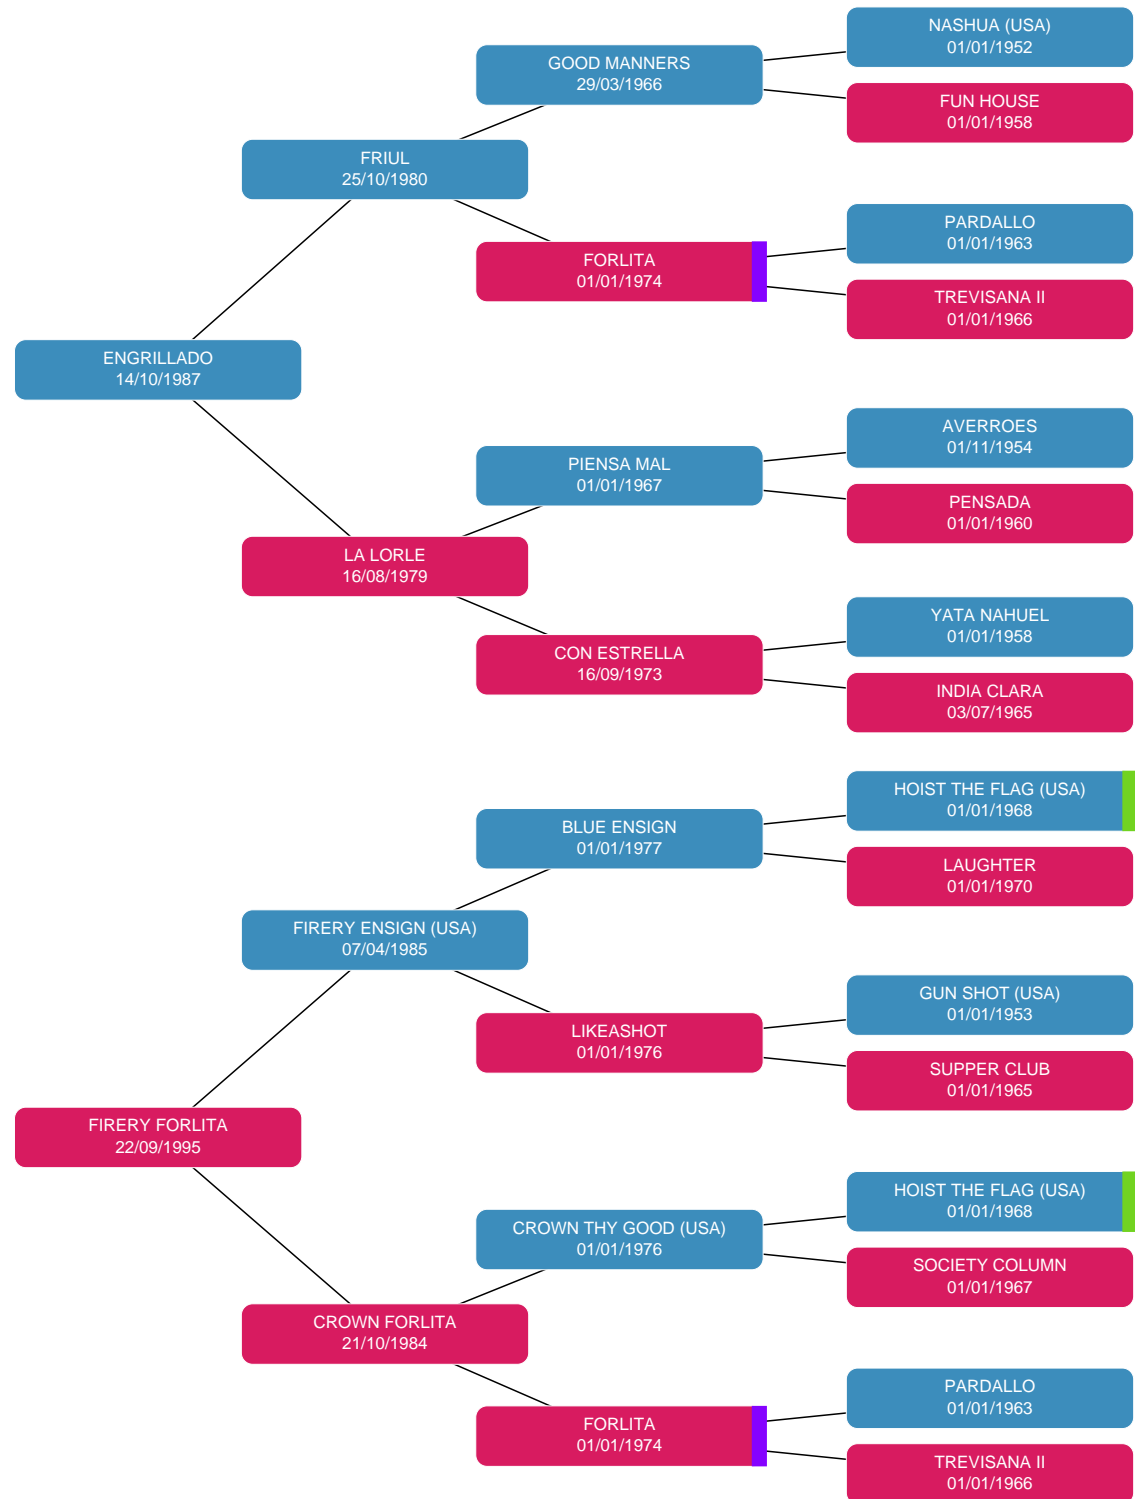 NASHUA (USA)
01/01/1952
GOOD MANNERS
29/03/1966
FUN HOUSE
01/01/1958
FRIUL
25/10/1980
PARDALLO
01/01/1963
FORLITA
01/01/1974
TREVISANA II
01/01/1966
ENGRILLADO
14/10/1987
AVERROES
01/11/1954
PIENSA MAL
01/01/1967
PENSADA
01/01/1960
LA LORLE
16/08/1979
YATA NAHUEL
01/01/1958
CON ESTRELLA
16/09/1973
INDIA CLARA
03/07/1965
HOIST THE FLAG (USA)
01/01/1968
BLUE ENSIGN
01/01/1977
LAUGHTER
01/01/1970
FIRERY ENSIGN (USA)
07/04/1985
GUN SHOT (USA)
01/01/1953
LIKEASHOT
01/01/1976
SUPPER CLUB
01/01/1965
FIRERY FORLITA
22/09/1995
HOIST THE FLAG (USA)
01/01/1968
CROWN THY GOOD (USA)
01/01/1976
SOCIETY COLUMN
01/01/1967
CROWN FORLITA
21/10/1984
PARDALLO
01/01/1963
FORLITA
01/01/1974
TREVISANA II
01/01/1966